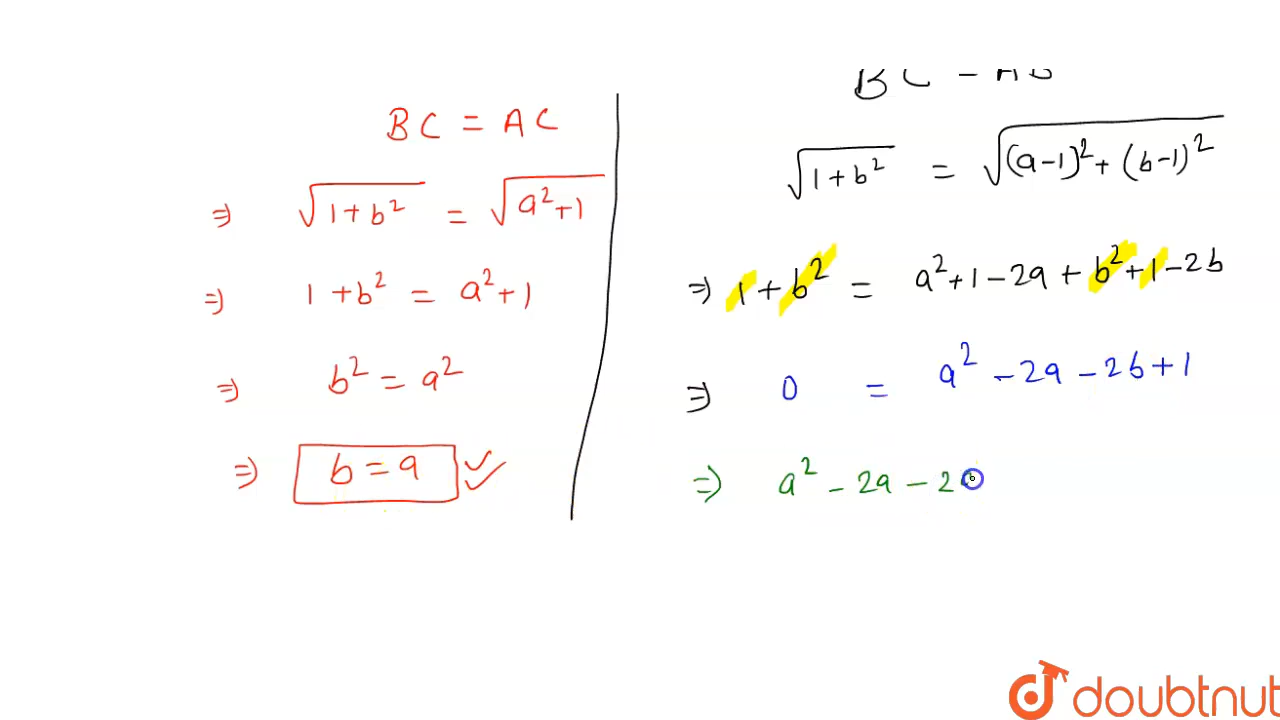 BC = AC
⇒ √(1+b²) = √(a²+1)
⇒ 1+b² = a²+1
⇒ b² = a²
⇒ b = a ✓✓
√(1+b²) = √((a-1)²+(b-1)²)
⇒ 1+b² = a²+1-2a+b²+1-2b
⇒ 0 = a²-2a-2b+1
⇒ a²-2a-2
doubtnut